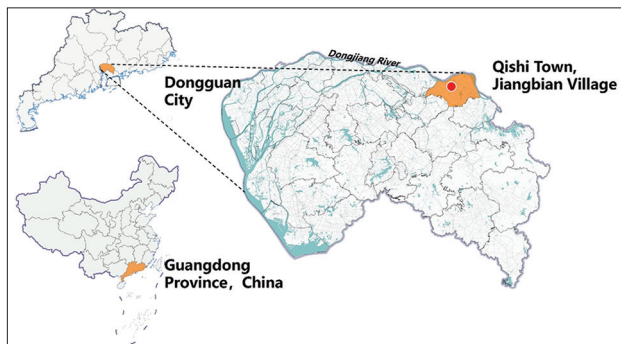 Dongjiang River
Qishi Town,
Jiangbian Village
Dongguan
City
Guangdong
Province，China